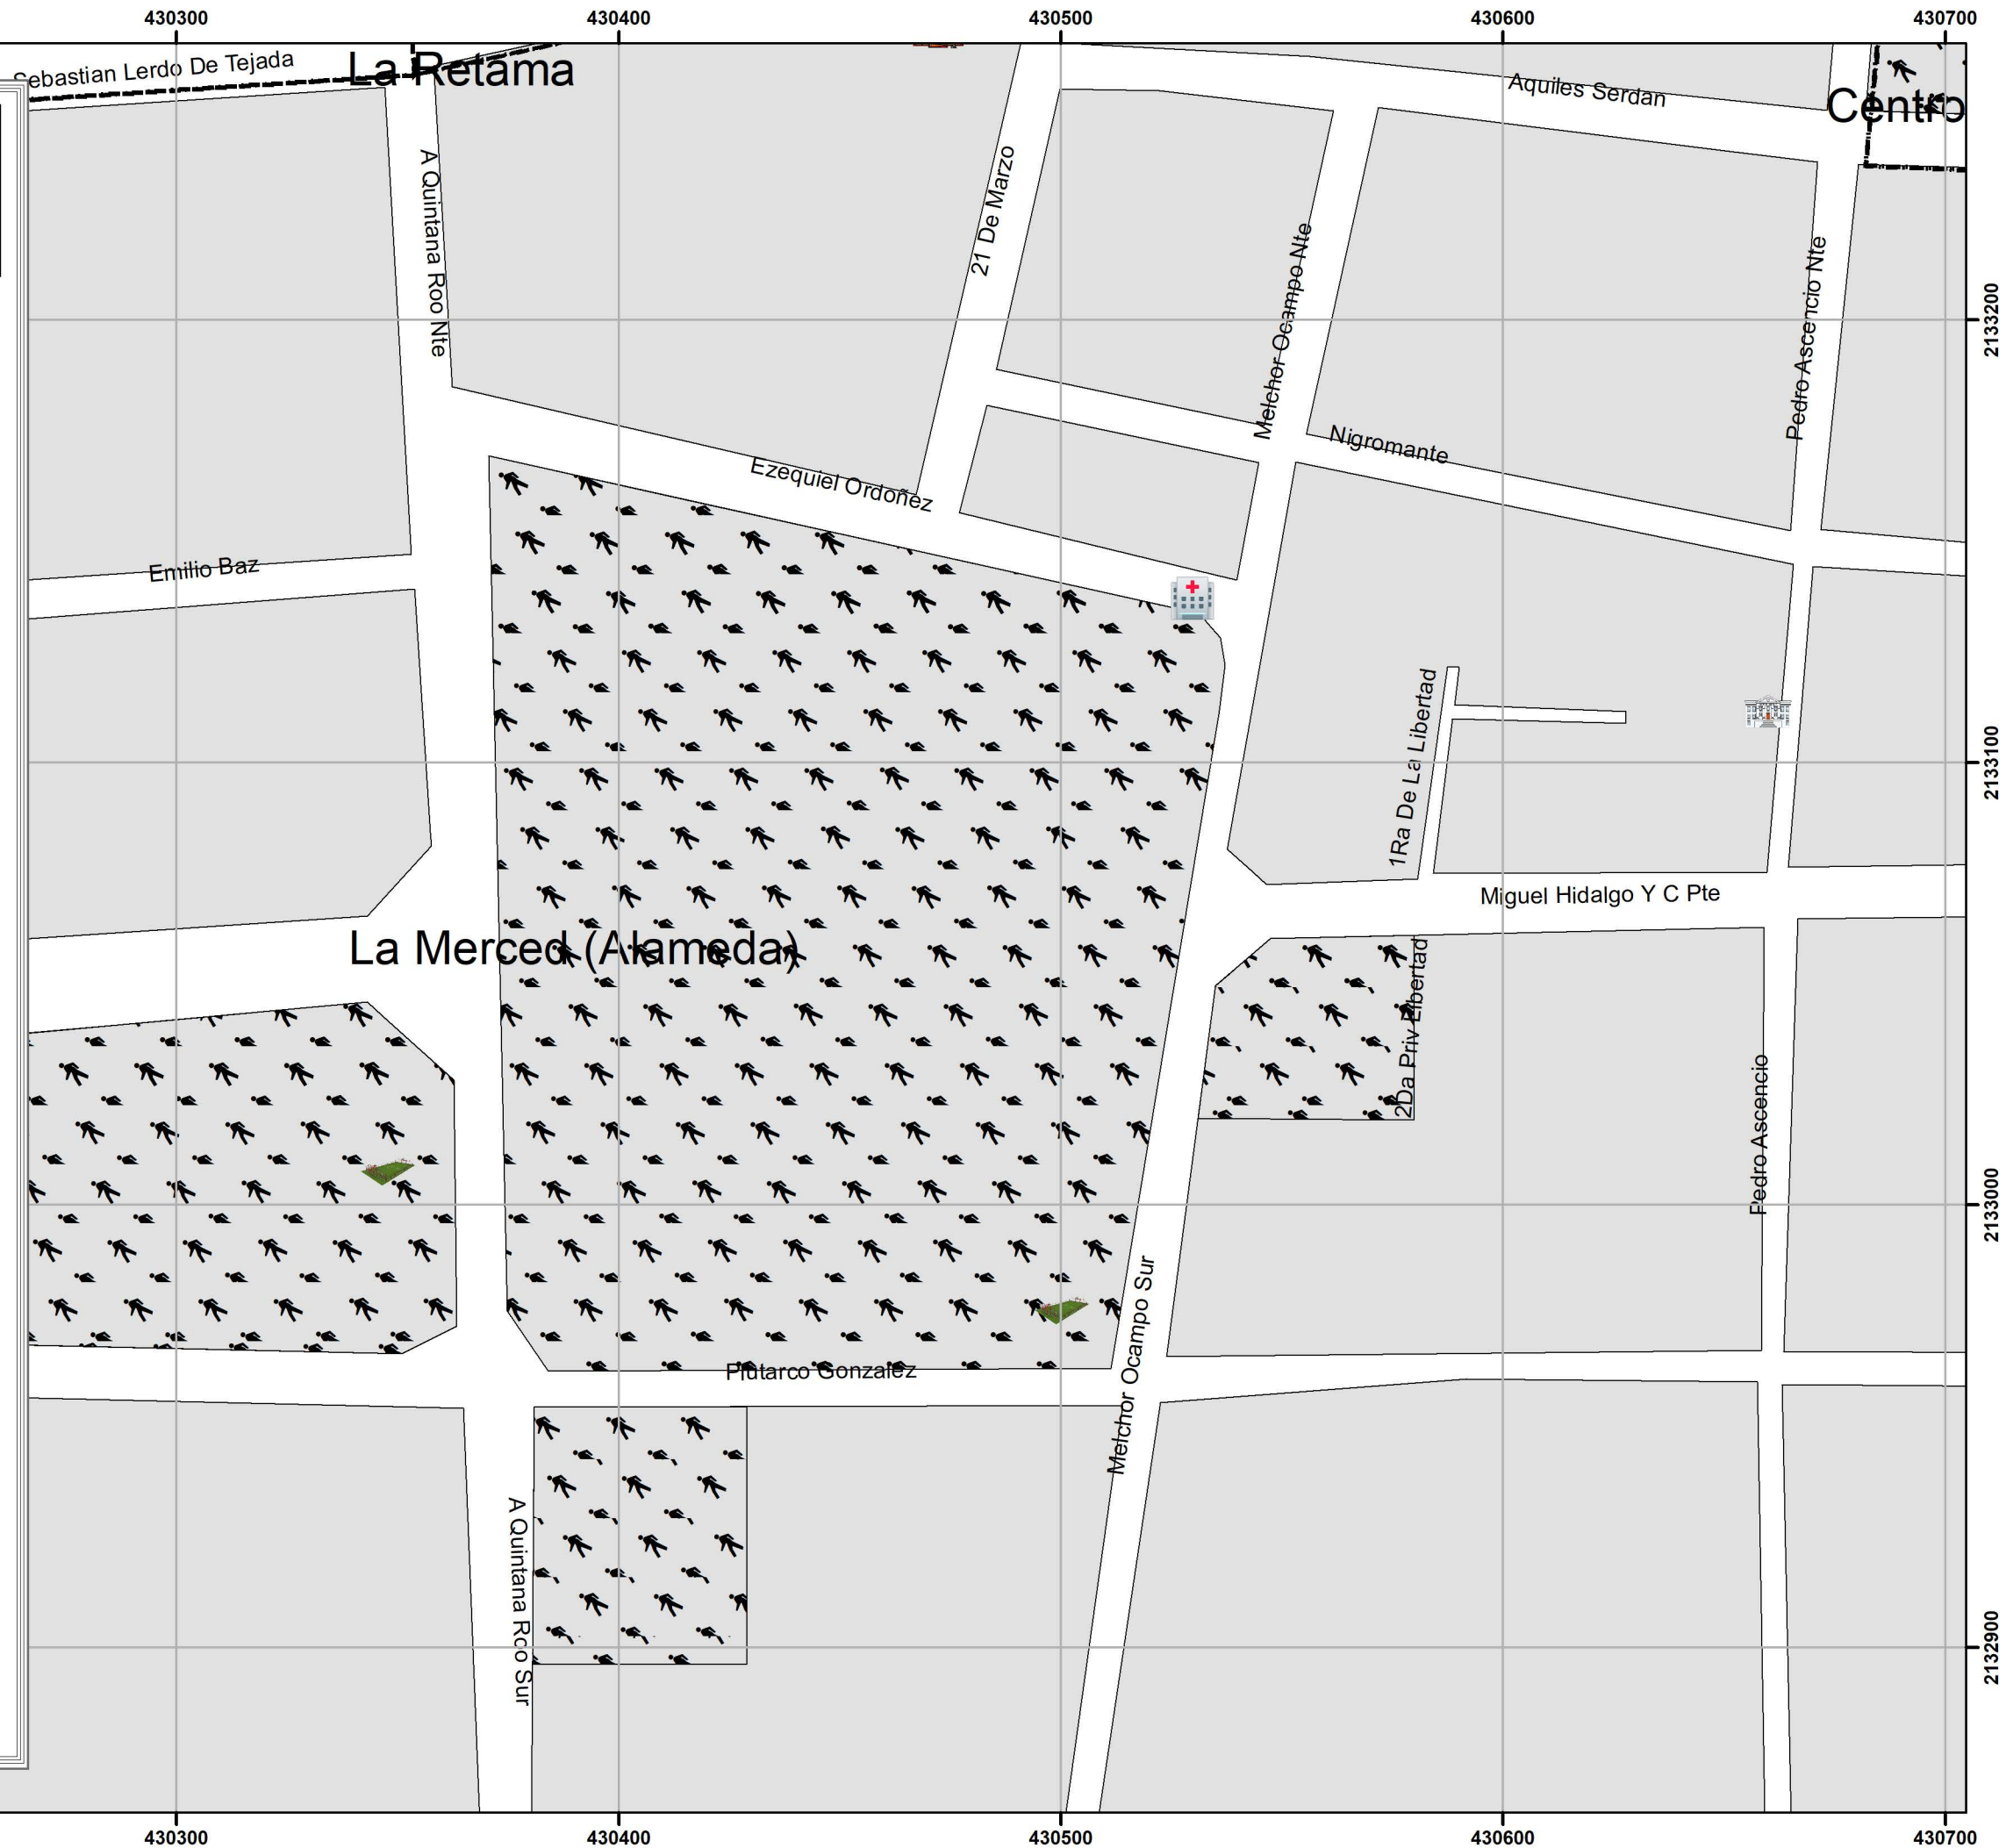 430300
430400
430500
430600
430700
Sebastian Lerdo De Tejada
La Retama
Aquiles Serdan
Centro
A Quintana Roo Nte
21 De Marzo
Melchor Ocampo Nte
Pedro Ascencio Nte
2133200
Nigromante
Ezequiel Ordoñez
Emilio Baz
1Ra De La Libertad
2133100
Miguel Hidalgo Y C Pte
La Merced (Alameda)
2Da Priv Libertad
Pedro Ascencio
2133000
Melchor Ocampo Sur
Plutarco Gonzalez
A Quintana Roo Sur
2132900
430300
430400
430500
430600
430700